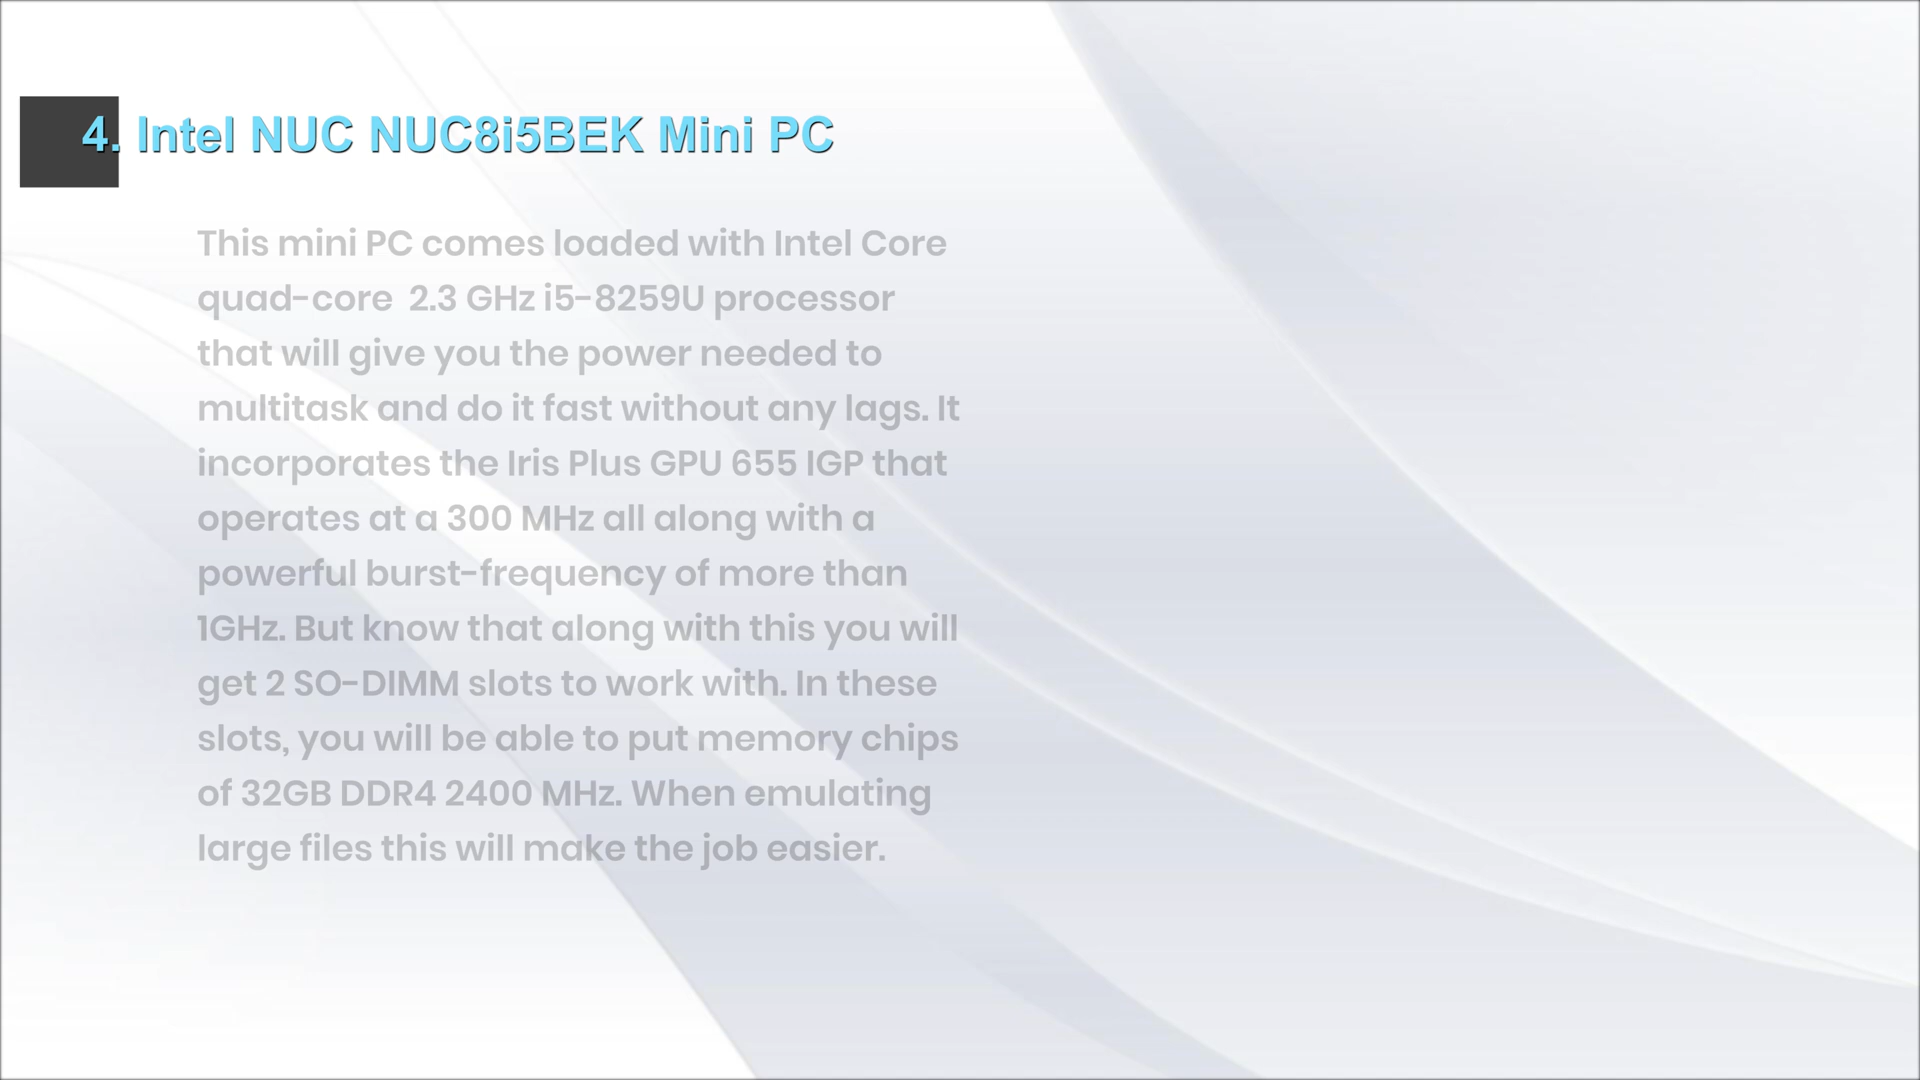 4. Intel NUC NUC8i5BEK Mini PC
This mini PC comes loaded with Intel Core
quad-core  2.3 GHz i5-8259U processor
that will give you the power needed to
multitask and do it fast without any lags. It
incorporates the Iris Plus GPU 655 IGP that
operates at a 300 MHz all along with a
powerful burst-frequency of more than
1GHz. But know that along with this you will
get 2 SO-DIMM slots to work with. In these
slots, you will be able to put memory chips
of 32GB DDR4 2400 MHz. When emulating
large files this will make the job easier.